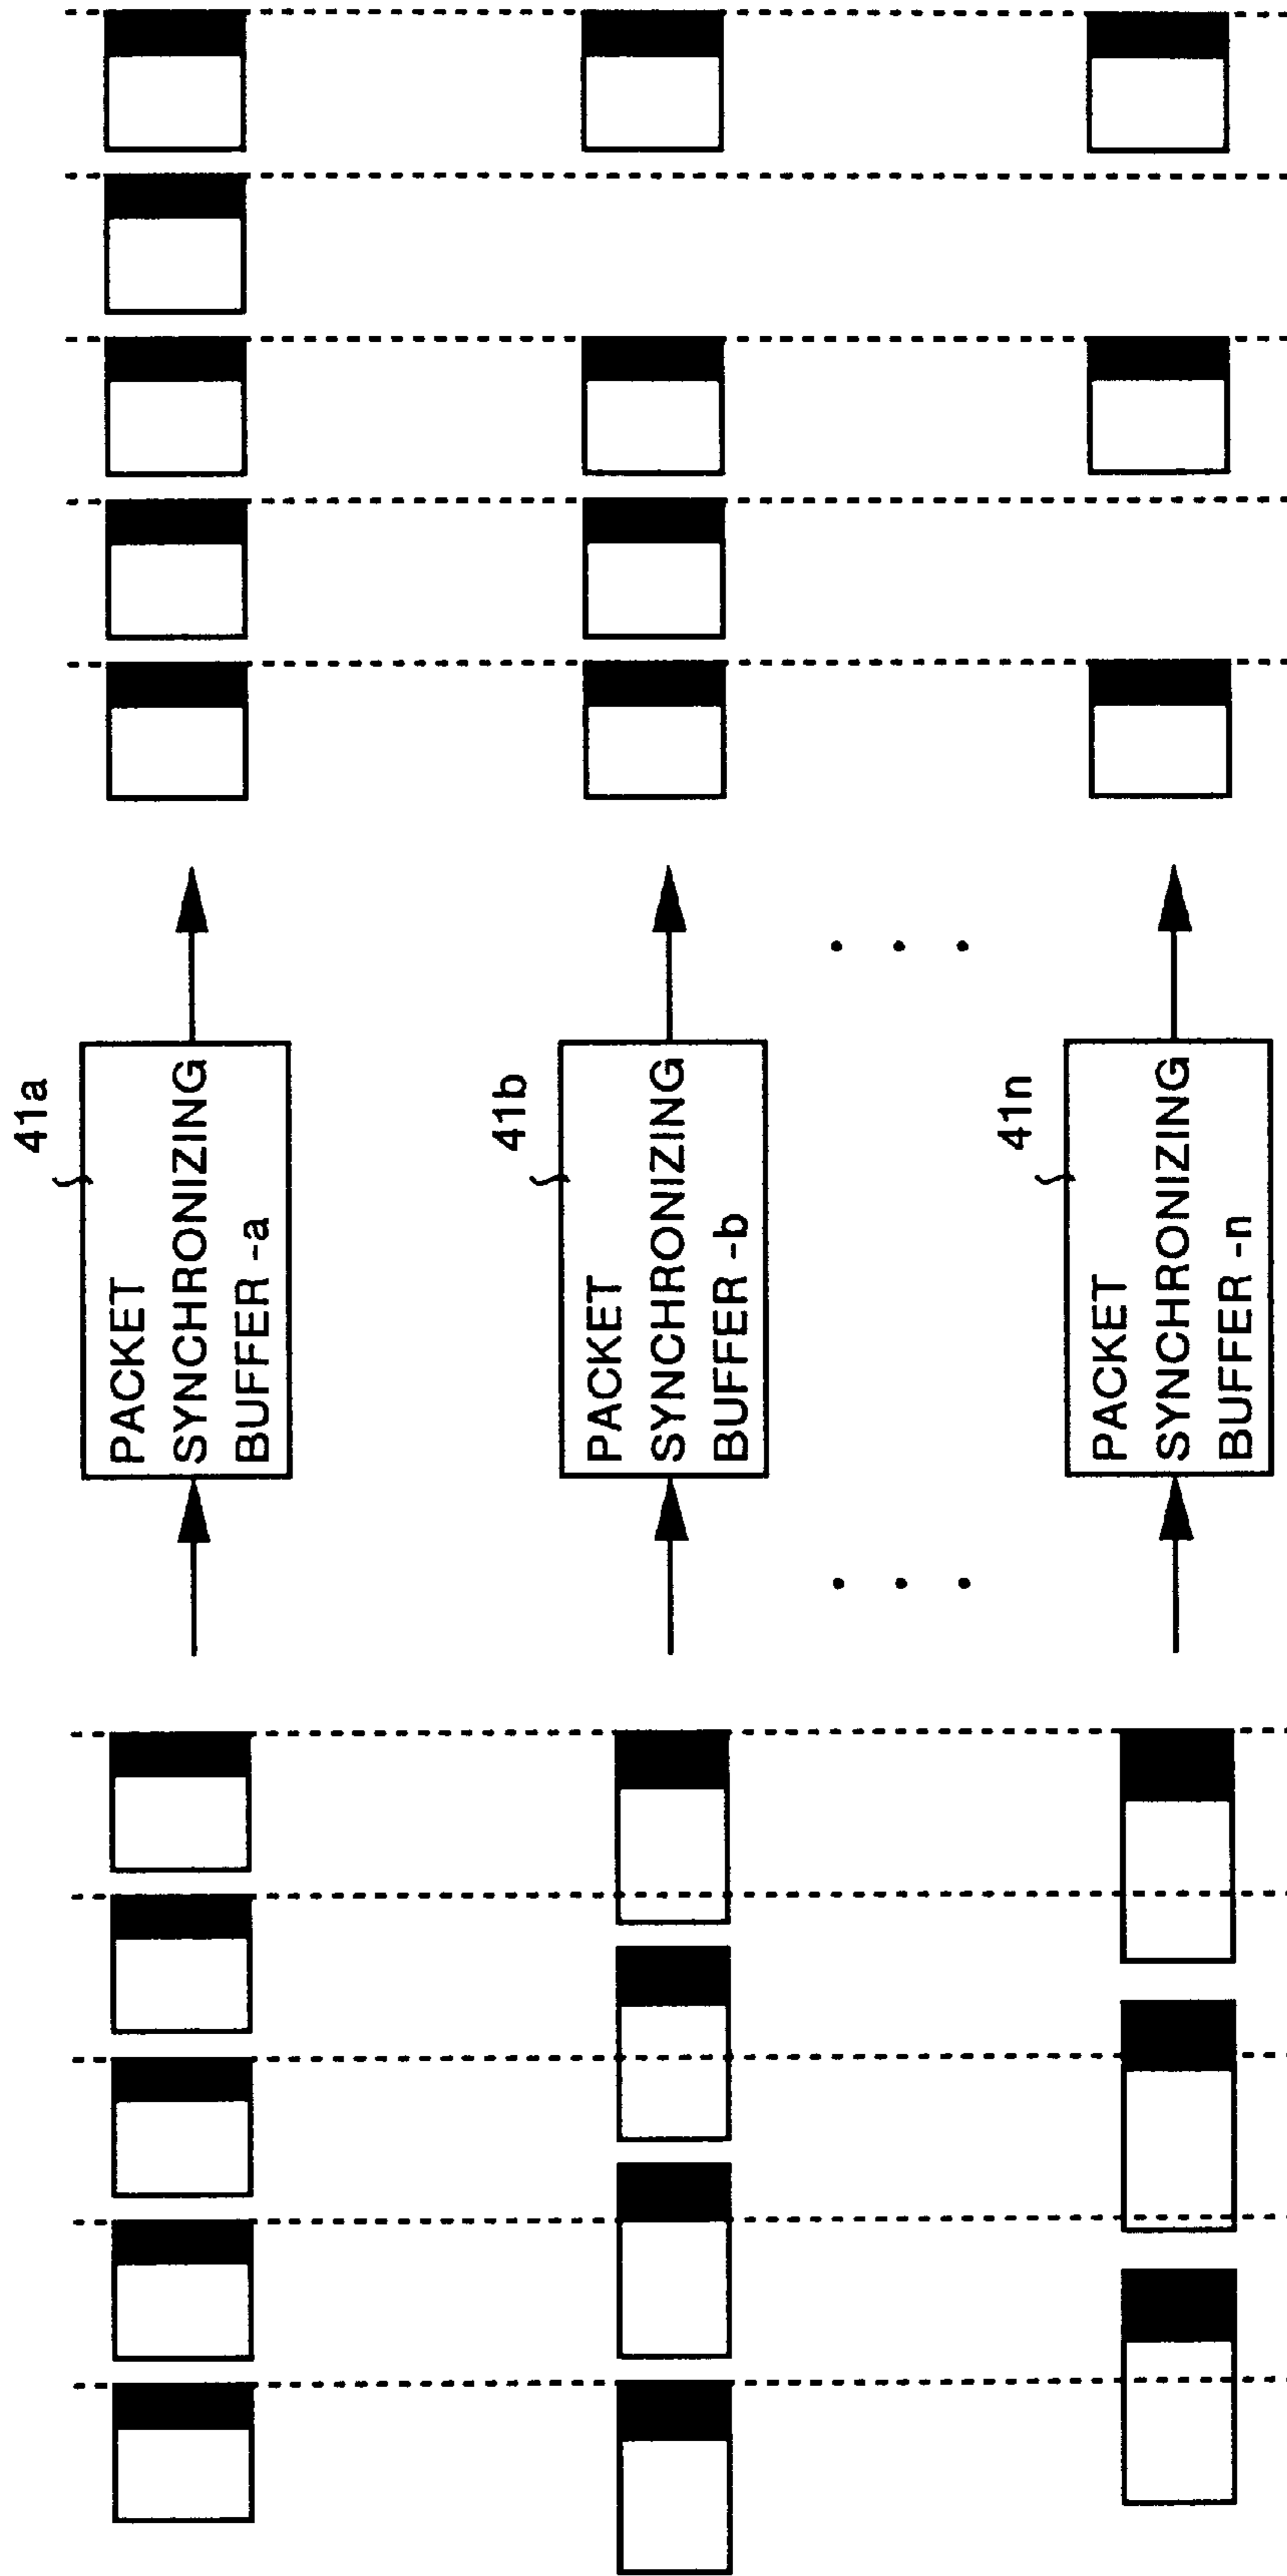 41a
PACKET
SYNCHRONIZING
BUFFER -a
41b
PACKET
SYNCHRONIZING
BUFFER -b
41n
PACKET
SYNCHRONIZING
BUFFER -n